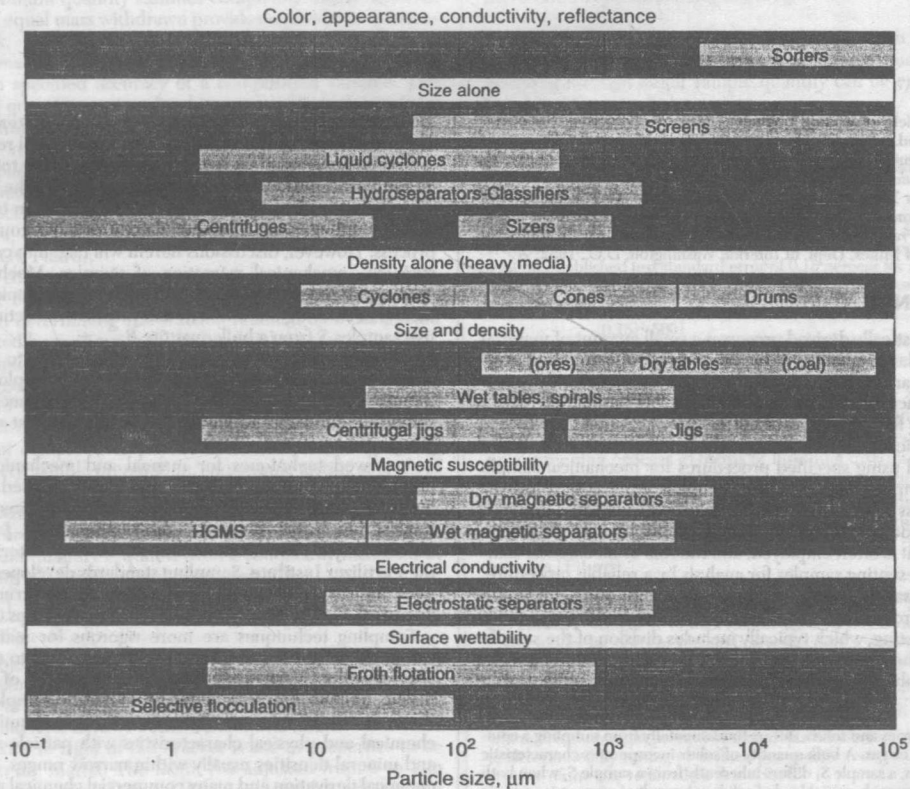 Color, appearance, conductivity, reflectance
Sorters
Size alone
Screens
Liquid cyclones
Hydroseparators-Classifiers
Centrifuges Sizers
Density alone (heavy media)
Cyclones Cones Drums
Size and density
(ores) Dry tables (coal)
Wet tables, spirals
Centrifugal jigs Jigs
Magnetic susceptibility
Dry magnetic separators
HGMS Wet magnetic separators
Electrical conductivity
Electrostatic separators
Surface wettability
Froth flotation
Selective flocculation
10⁻¹ 1 10 10² 10³ 10⁴ 10⁵
Particle size, μm